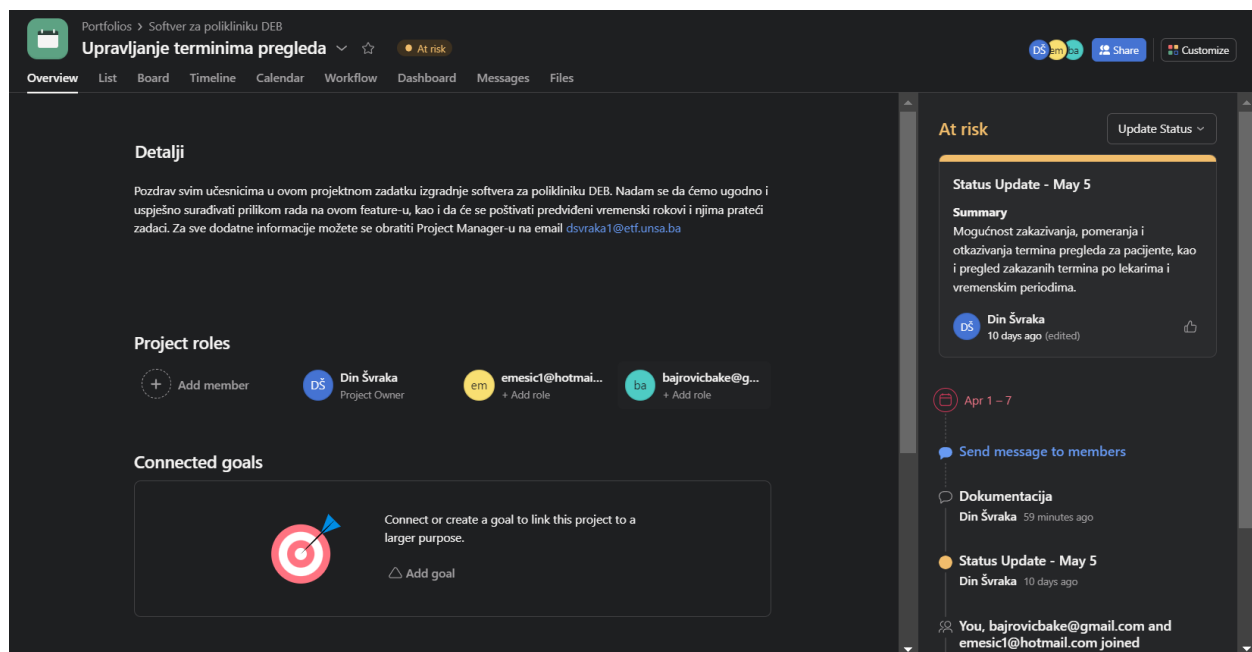 Portfolios > Softver za polikliniku DEB
Upravljanje terminima pregleda
At risk
DŠ em ba
Share
Customize
Overview List Board Timeline Calendar Workflow Dashboard Messages Files
Detalji
Pozdrav svim učesnicima u ovom projektnom zadatku izgradnje softvera za polikliniku DEB. Nadam se da ćemo ugodno i
uspješno surađivati prilikom rada na ovom feature-u, kao i da će se poštivati predviđeni vremenski rokovi i njima prateći
zadaci. Za sve dodatne informacije možete se obratiti Project Manager-u na email dsvraka1@etf.unsa.ba
Project roles
Add member
DŠ
Din Švraka
Project Owner
em
emesic1@hotmai...
+ Add role
ba
bajrovicbake@g...
+ Add role
Connected goals
Connect or create a goal to link this project to a
larger purpose.
Add goal
At risk
Update Status
Status Update - May 5
Summary
Mogućnost zakazivanja, pomeranja i
otkazivanja termina pregleda za pacijente, kao
i pregled zakazanih termina po lekarima i
vremenskim periodima.
DŠ
Din Švraka
10 days ago (edited)
Apr 1 – 7
Send message to members
Dokumentacija
Din Švraka 59 minutes ago
Status Update - May 5
Din Švraka 10 days ago
You, bajrovicbake@gmail.com and
emesic1@hotmail.com joined